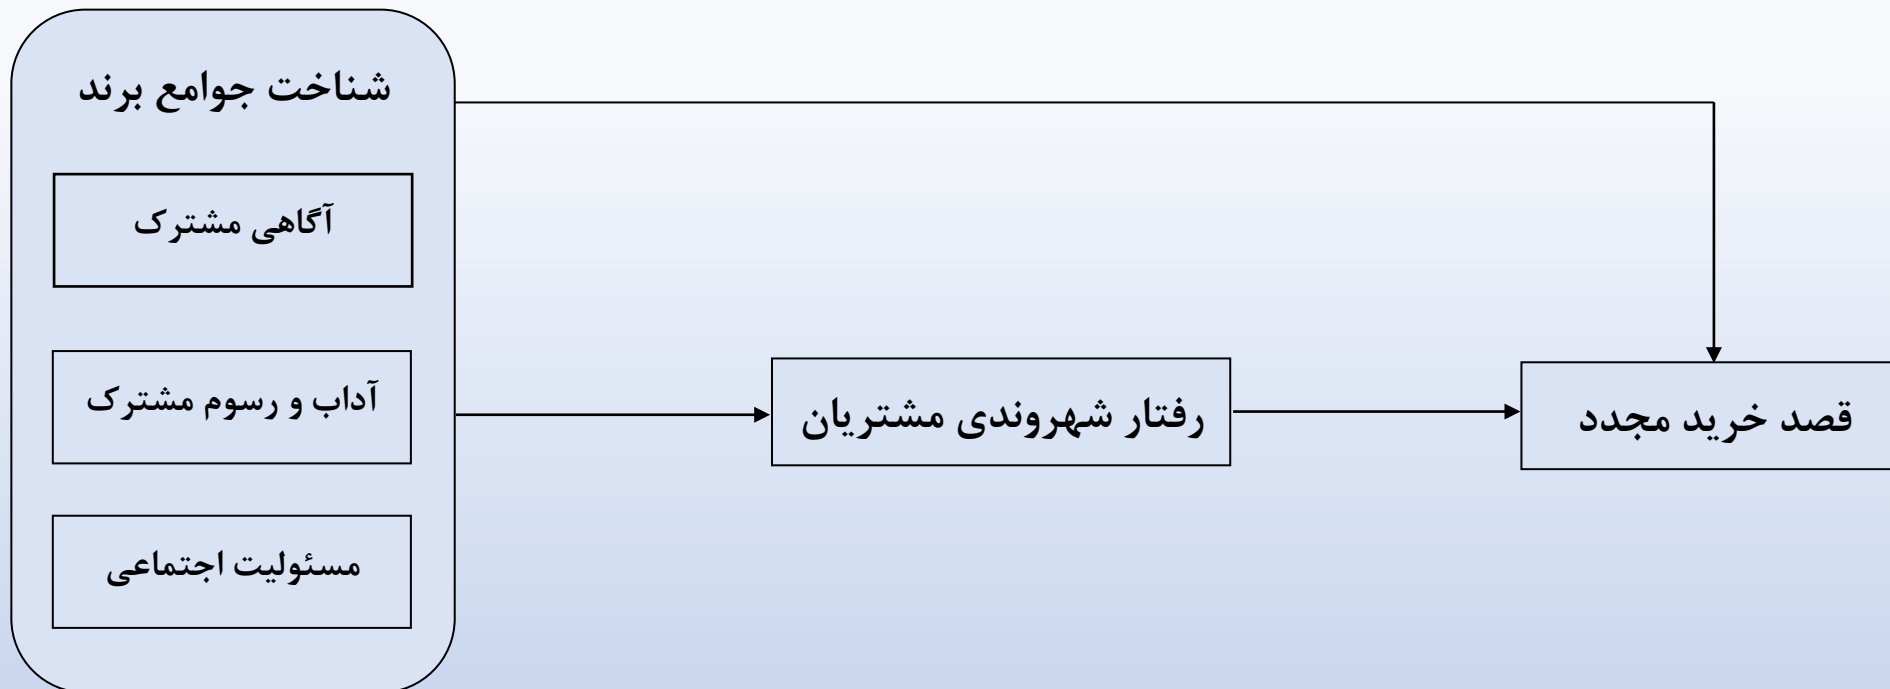 شناخت جوامع برند
آگاهی مشترک
آداب و رسوم مشترک
مسئولیت اجتماعی
رفتار شهروندی مشتریان
قصد خرید مجدد